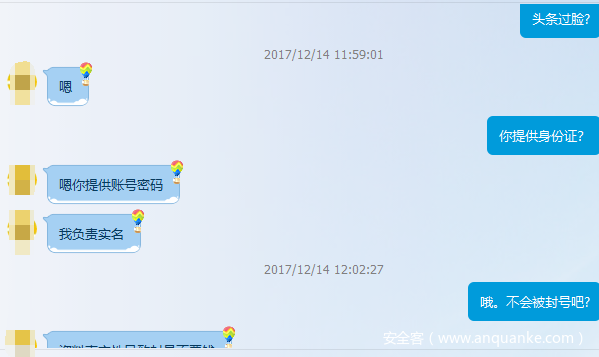 头条过脸?
2017/12/14 11:59:01
嗯
你提供身份证?
嗯你提供账号密码
我负责实名
2017/12/14 12:02:27
哦。不会被封号吧?
安全客（www.anquanke.com）